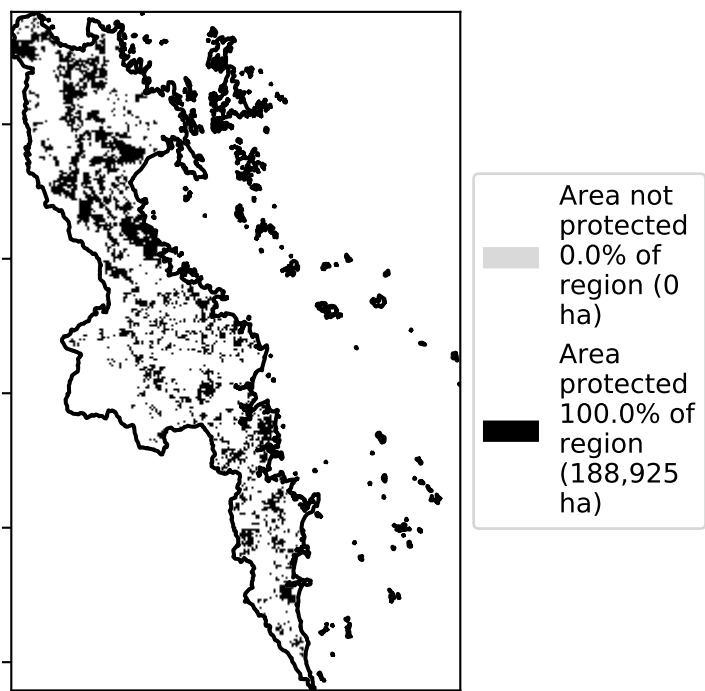 Area not
protected
0.0% of
region (0
ha)
Area
protected
100.0% of
region
(188,925
ha)